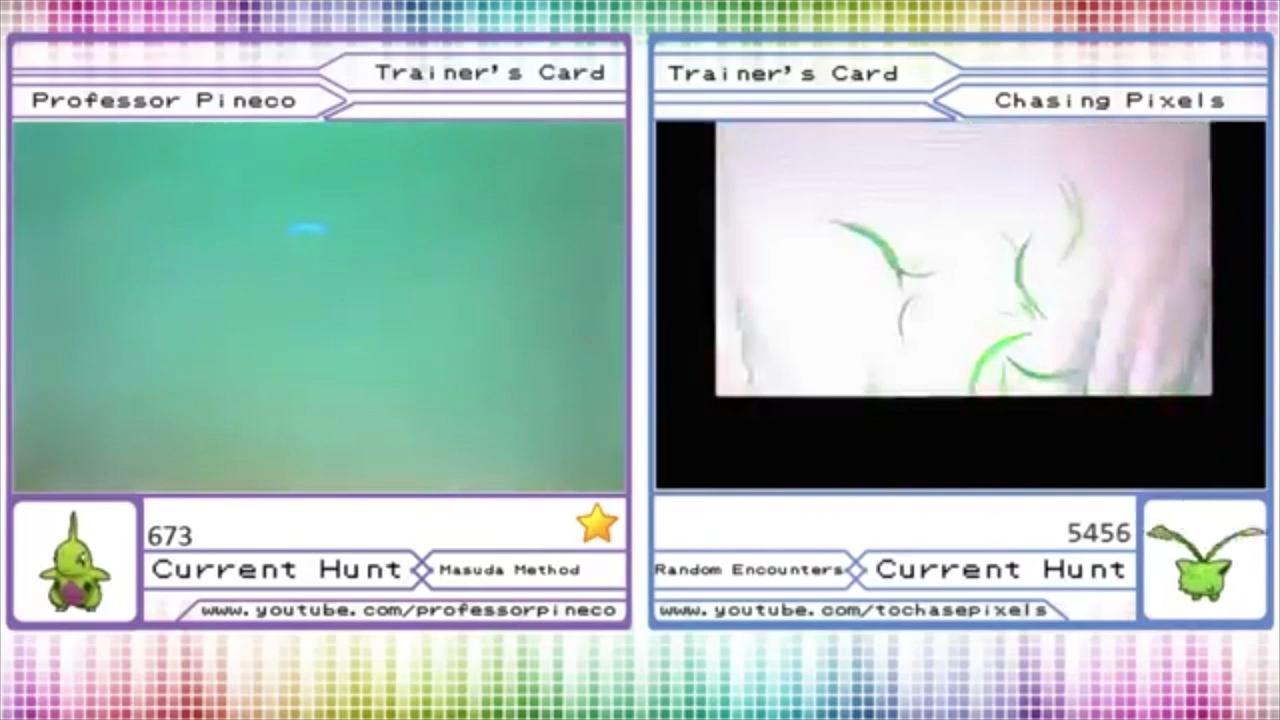 Trainer's Card
Professor Pineco
673
Current Hunt
Masuda Method
www.youtube.com/professorpineco
Trainer's Card
Chasing Pixels
5456
Random Encounters
Current Hunt
www.youtube.com/tochasepixels